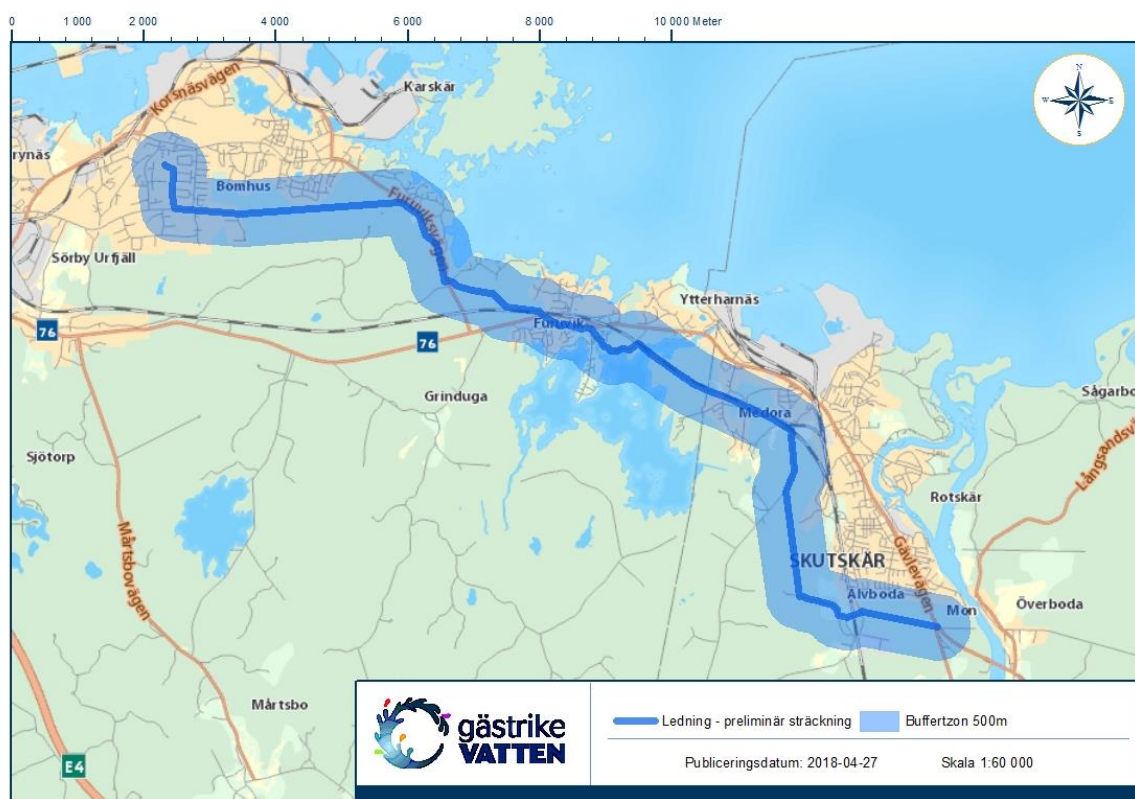 0 1 000 2 000 4 000 6 000 8 000 10 000 Meter
Karskär
Korsnäsvägen
N
W E
S
rynäs
Bomhus
Furuviksvägen
Sörby Urfjäll
Ytterharnäs
76
Furuvik
76
Grinduga
Medora
Sågarbo
Sjötorp
Långsandsvä
Rotskär
Mårtsbovägen
SKUTSKÄR
Gävlevägen
Älvboda
Mon
Överboda
Mårtsbo
gästrike
VATTEN
Ledning - preliminär sträckning Buffertzon 500m
Publiceringsdatum: 2018-04-27 Skala 1:60 000
E4